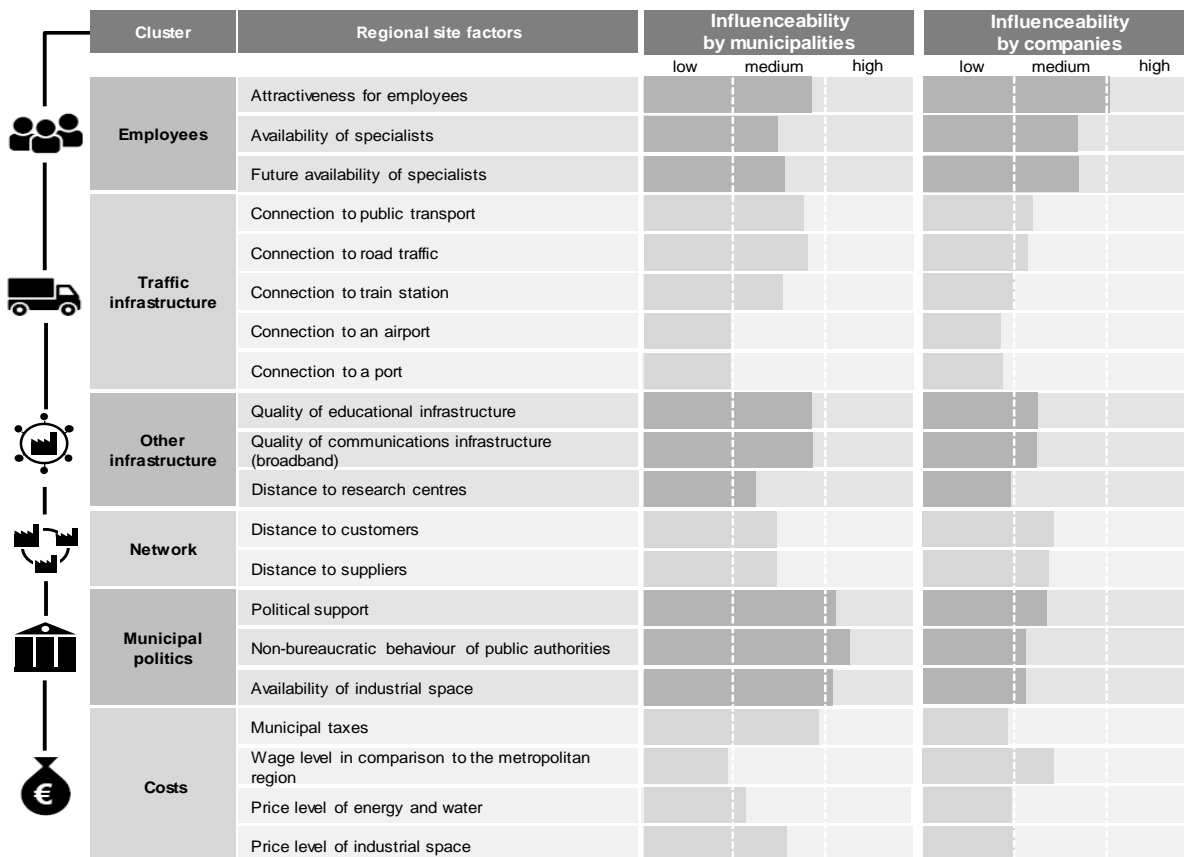 Cluster
Regional site factors
Influenceability
by municipalities
Influenceability
by companies
low medium high
low medium high
Employees
Attractiveness for employees
Availability of specialists
Future availability of specialists
Traffic
infrastructure
Connection to public transport
Connection to road traffic
Connection to train station
Connection to an airport
Connection to a port
Other
infrastructure
Quality of educational infrastructure
Quality of communications infrastructure
(broadband)
Distance to research centres
Network
Distance to customers
Distance to suppliers
Municipal
politics
Political support
Non-bureaucratic behaviour of public authorities
Availability of industrial space
Costs
Municipal taxes
Wage level in comparison to the metropolitan
region
Price level of energy and water
Price level of industrial space
€